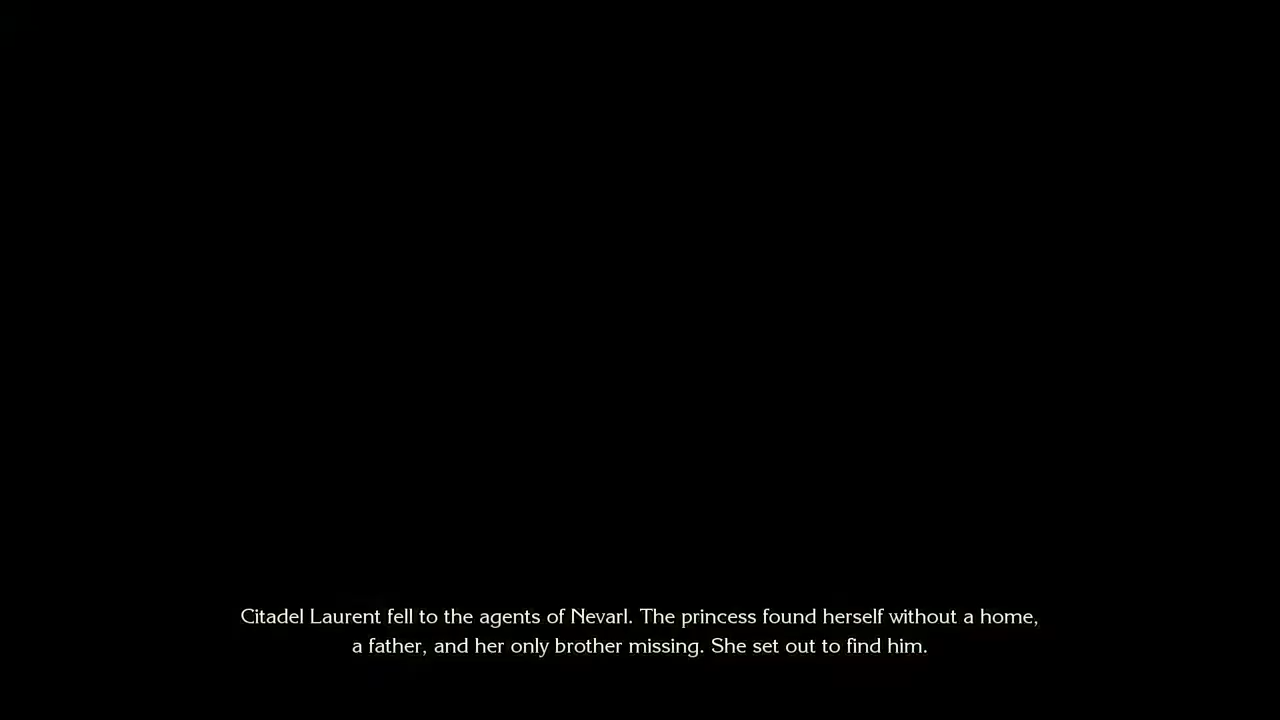 Citadel Laurent fell to the agents of Nevarl. The princess found herself without a home,
a father, and her only brother missing. She set out to find him.